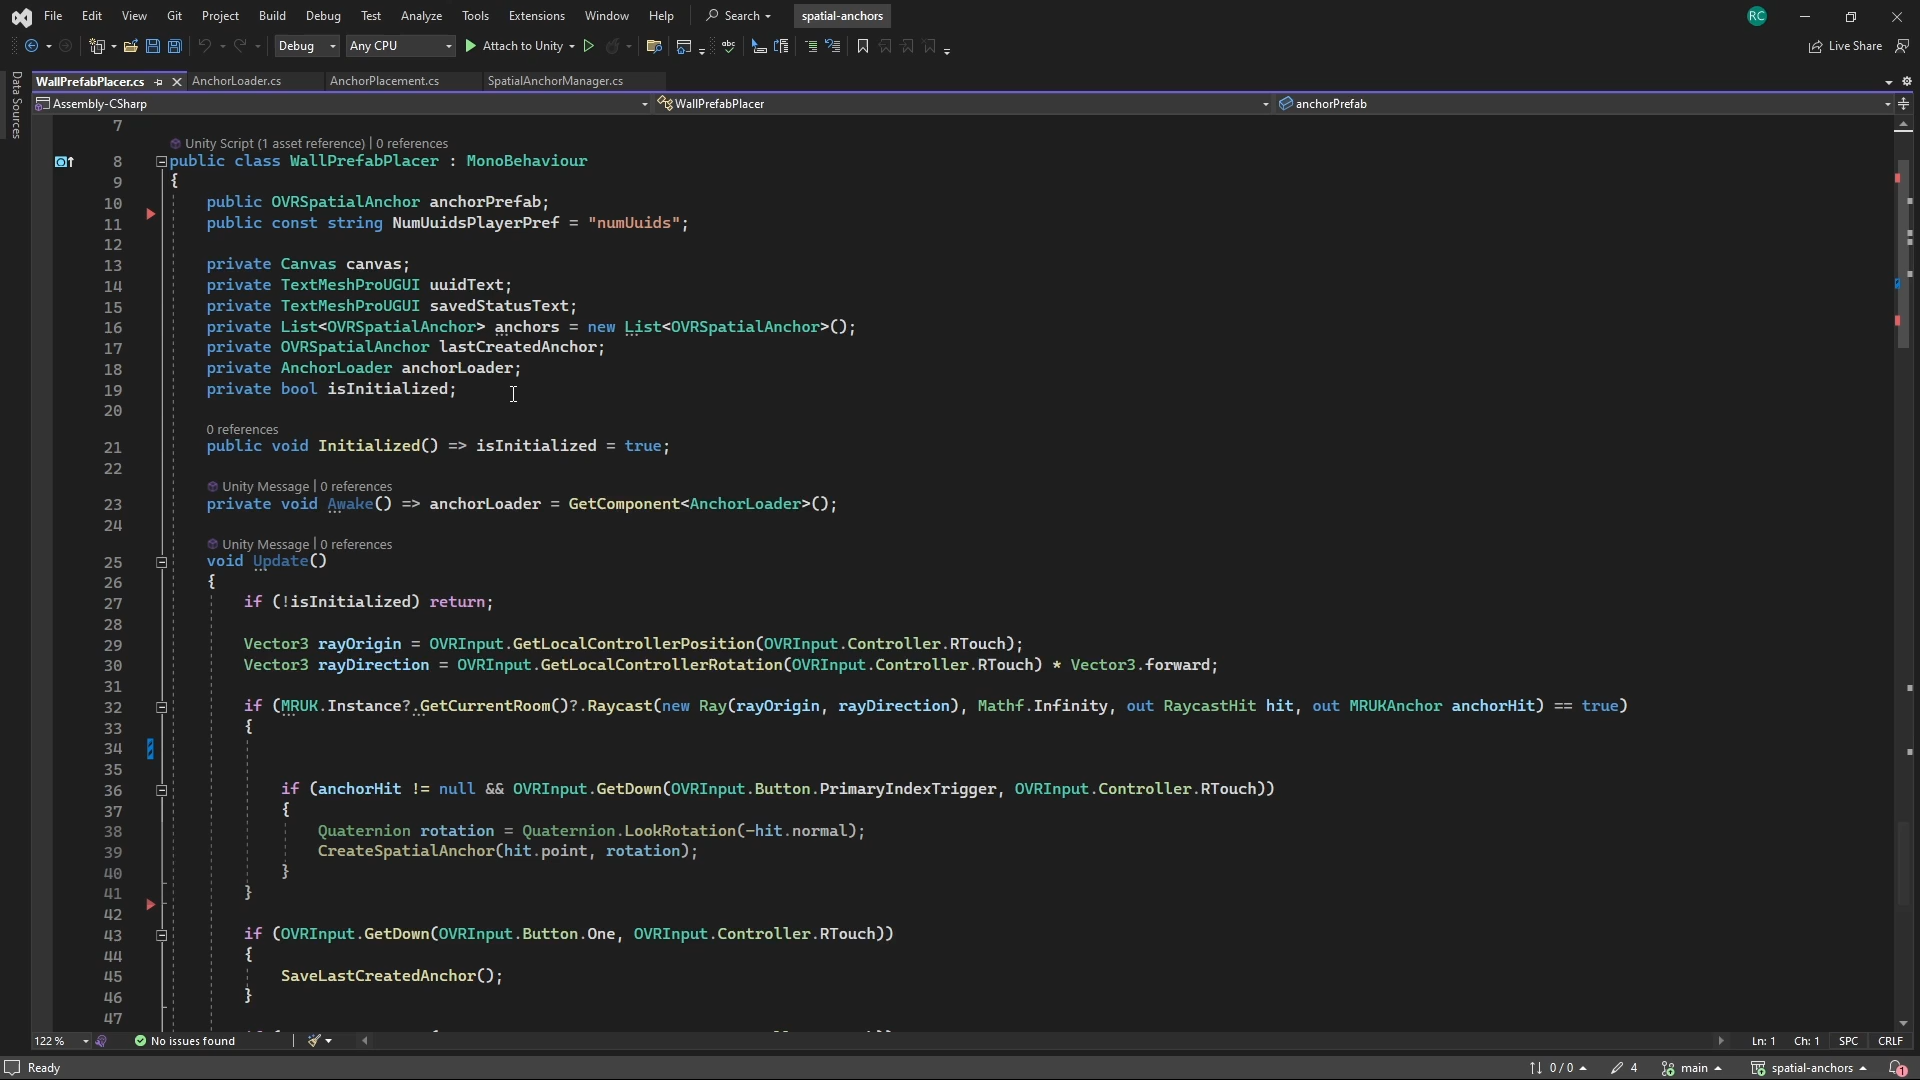 File Edit View Git Project Build Debug Test Analyze Tools Extensions Window Help Search spatial-anchors RC
Debug Any CPU Attach to Unity Live Share
Data Sources
WallPrefabPlacer.cs AnchorLoader.cs AnchorPlacement.cs SpatialAnchorManager.cs
Assembly-CSharp WallPrefabPlacer anchorPrefab
7
Unity Script (1 asset reference) | 0 references
8 public class WallPrefabPlacer : MonoBehaviour
9 {
10 public OVRSpatialAnchor anchorPrefab;
11 public const string NumUuidsPlayerPref = "numUuids";
12
13 private Canvas canvas;
14 private TextMeshProUGUI uuidText;
15 private TextMeshProUGUI savedStatusText;
16 private List<OVRSpatialAnchor> anchors = new List<OVRSpatialAnchor>();
17 private OVRSpatialAnchor lastCreatedAnchor;
18 private AnchorLoader anchorLoader;
19 private bool isInitialized;
20
0 references
21 public void Initialized() => isInitialized = true;
22
Unity Message | 0 references
23 private void Awake() => anchorLoader = GetComponent<AnchorLoader>();
24
Unity Message | 0 references
25 void Update()
26 {
27 if (!isInitialized) return;
28
29 Vector3 rayOrigin = OVRInput.GetLocalControllerPosition(OVRInput.Controller.RTouch);
30 Vector3 rayDirection = OVRInput.GetLocalControllerRotation(OVRInput.Controller.RTouch) * Vector3.forward;
31
32 if (MRUK.Instance?.GetCurrentRoom()?.Raycast(new Ray(rayOrigin, rayDirection), Mathf.Infinity, out RaycastHit hit, out MRUKAnchor anchorHit) == true)
33 {
34
35
36 if (anchorHit != null && OVRInput.GetDown(OVRInput.Button.PrimaryIndexTrigger, OVRInput.Controller.RTouch))
37 {
38 Quaternion rotation = Quaternion.LookRotation(-hit.normal);
39 CreateSpatialAnchor(hit.point, rotation);
40 }
41 }
42
43 if (OVRInput.GetDown(OVRInput.Button.One, OVRInput.Controller.RTouch))
44 {
45 SaveLastCreatedAnchor();
46 }
47
122 % No issues found Ln: 1 Ch: 1 SPC CRLF
Ready 0 / 0 4 main spatial-anchors 1